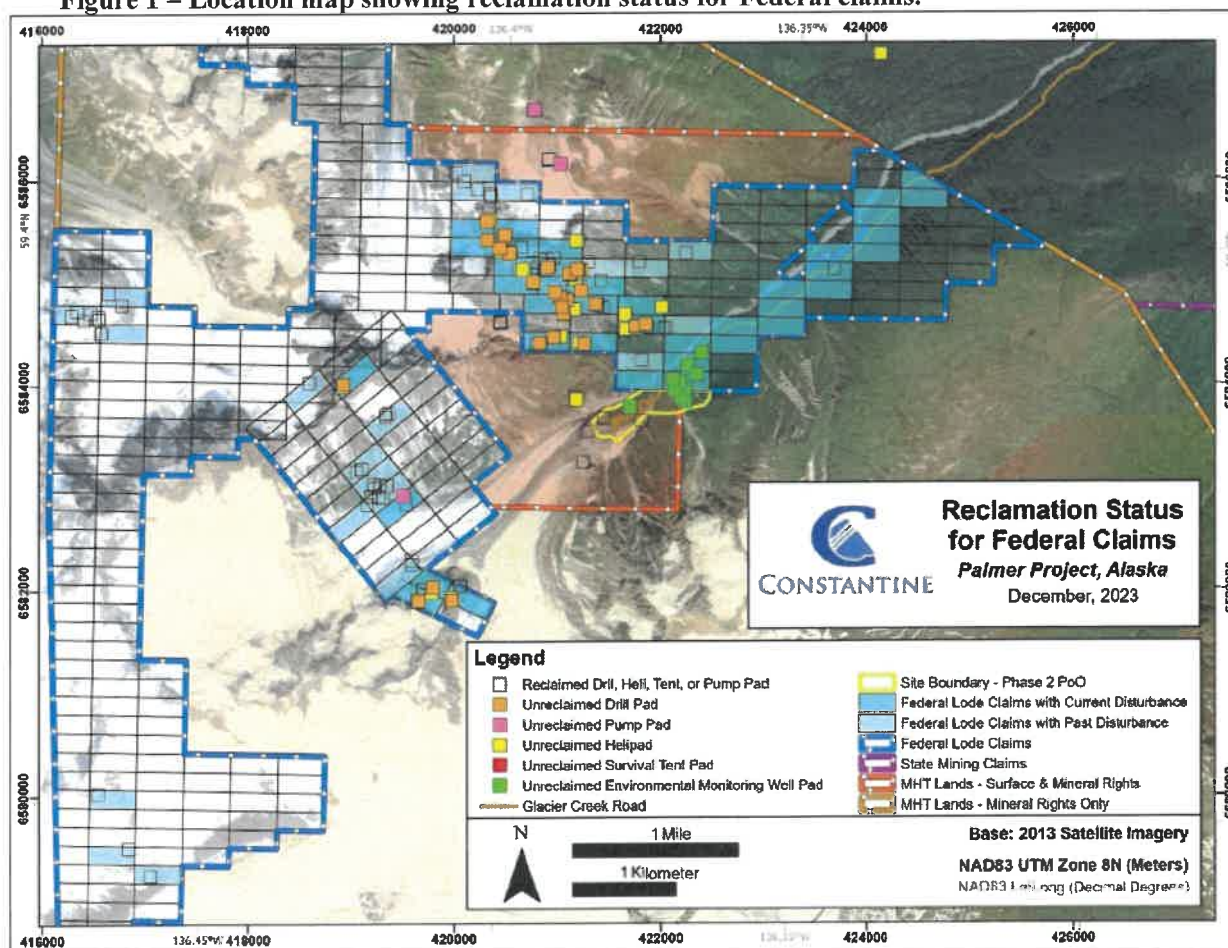 Figure 1 – Location map showing reclamation status for Federal claims.
416000 418000 420000 422000 424000 426000
136.4°W 136.35°W
6586000
59.4°N
6584000
6582000
6580000
Reclamation Status
for Federal Claims
CONSTANTINE
Palmer Project, Alaska
December, 2023
Legend
Reclaimed Drill, Heli, Tent, or Pump Pad
Unreclaimed Drill Pad
Unreclaimed Pump Pad
Unreclaimed Helipad
Unreclaimed Survival Tent Pad
Unreclaimed Environmental Monitoring Well Pad
Glacier Creek Road
Site Boundary - Phase 2 PoO
Federal Lode Claims with Current Disturbance
Federal Lode Claims with Past Disturbance
Federal Lode Claims
State Mining Claims
MHT Lands - Surface & Mineral Rights
MHT Lands - Mineral Rights Only
N
1 Mile
1 Kilometer
Base: 2013 Satellite Imagery
NAD83 UTM Zone 8N (Meters)
NAD83 Lat/Long (Decimal Degrees)
416000 418000 420000 422000 424000 426000
136.45°W